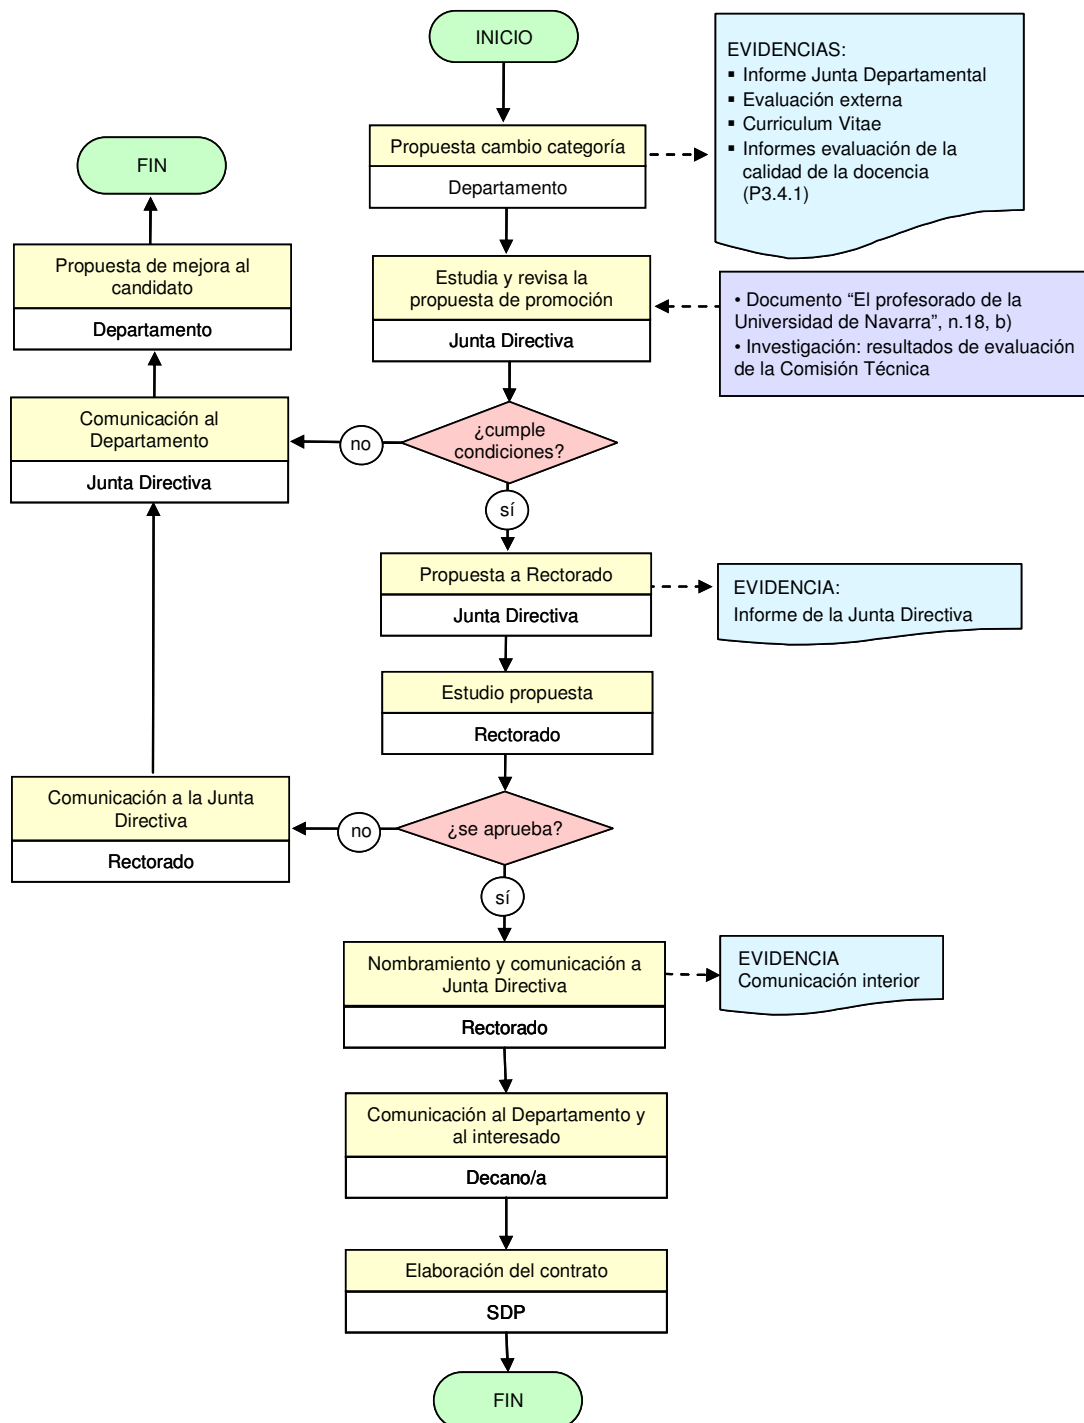 INICIO
EVIDENCIAS:
▪ Informe Junta Departamental
▪ Evaluación externa
▪ Curriculum Vitae
▪ Informes evaluación de la
calidad de la docencia
(P3.4.1)
Propuesta cambio categoría
Departamento
FIN
Propuesta de mejora al
candidato
Departamento
Estudia y revisa la
propuesta de promoción
Junta Directiva
• Documento “El profesorado de la
Universidad de Navarra”, n.18, b)
• Investigación: resultados de evaluación
de la Comisión Técnica
Comunicación al
Departamento
Junta Directiva
no
¿cumple
condiciones?
sí
Propuesta a Rectorado
Junta Directiva
EVIDENCIA:
Informe de la Junta Directiva
Estudio propuesta
Rectorado
Comunicación a la Junta
Directiva
Rectorado
no
¿se aprueba?
sí
Nombramiento y comunicación a
Junta Directiva
Rectorado
EVIDENCIA
Comunicación interior
Comunicación al Departamento y
al interesado
Decano/a
Elaboración del contrato
SDP
FIN